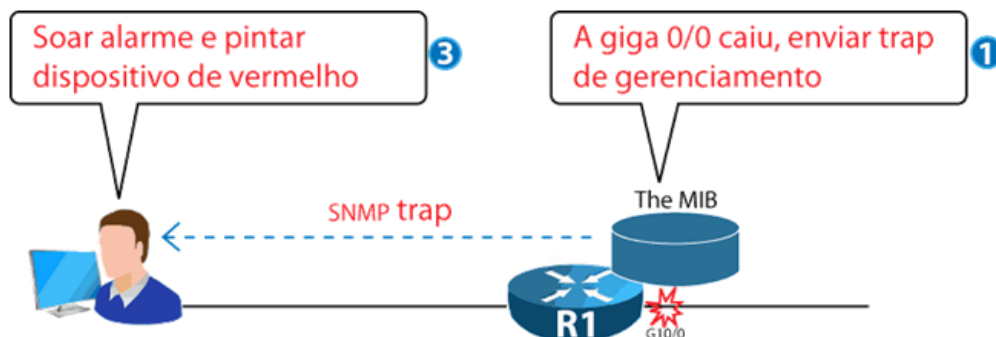 Soar alarme e pintar
dispositivo de vermelho
3
A giga 0/0 caiu, enviar trap
de gerenciamento
1
The MIB
SNMP trap
R1
G10/0